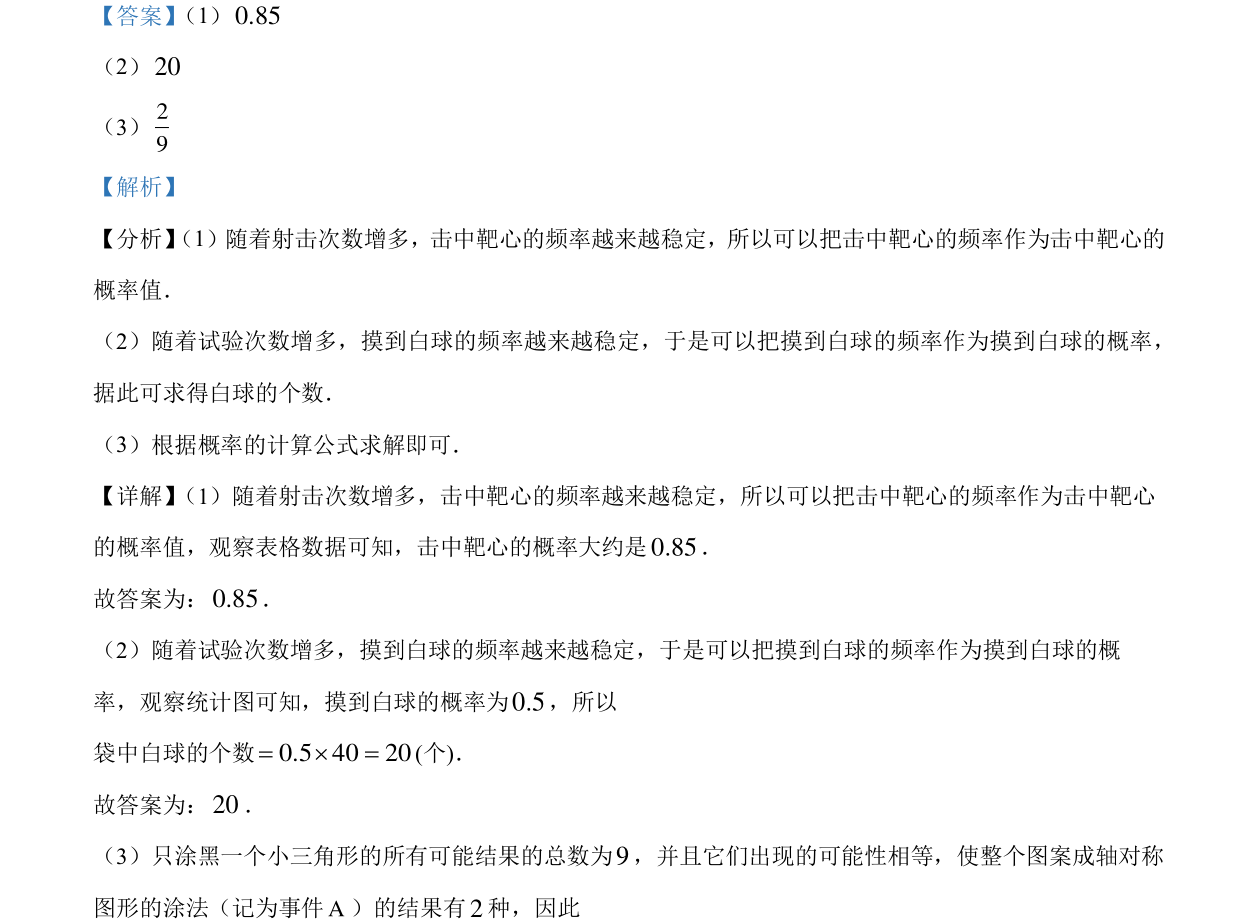 【答案】（1）0.85
（2）20
（3）2/9
【解析】
【分析】（1）随着射击次数增多，击中靶心的频率越来越稳定，所以可以把击中靶心的频率作为击中靶心的
概率值．
（2）随着试验次数增多，摸到白球的频率越来越稳定，于是可以把摸到白球的频率作为摸到白球的概率，
据此可求得白球的个数．
（3）根据概率的计算公式求解即可．
【详解】（1）随着射击次数增多，击中靶心的频率越来越稳定，所以可以把击中靶心的频率作为击中靶心
的概率值，观察表格数据可知，击中靶心的概率大约是0.85．
故答案为：0.85．
（2）随着试验次数增多，摸到白球的频率越来越稳定，于是可以把摸到白球的频率作为摸到白球的概
率，观察统计图可知，摸到白球的概率为0.5，所以
袋中白球的个数=0.5×40=20(个)．
故答案为：20．
（3）只涂黑一个小三角形的所有可能结果的总数为9，并且它们出现的可能性相等，使整个图案成轴对称
图形的涂法（记为事件A）的结果有2种，因此